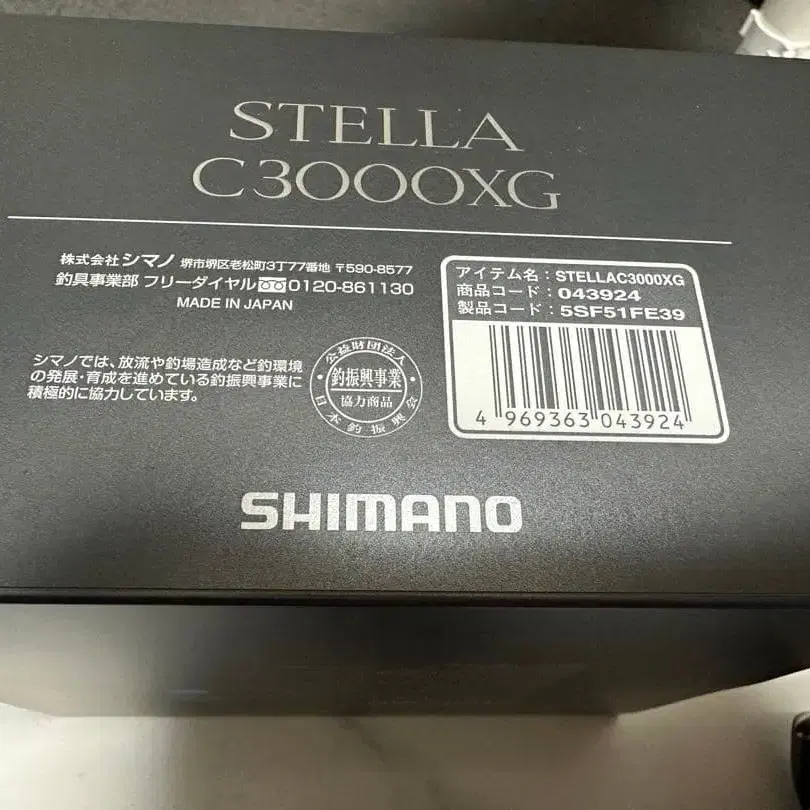 STELLA
C3000XG
株式会社 シマノ 堺市堺区老松町3丁77番地 〒590-8577
釣具事業部 フリーダイヤル 0120-861130
MADE IN JAPAN
アイテム名：STELLAC3000XG
商品コード：043924
製品コード：5SF51FE39
4 969363 043924
シマノでは、放流や釣場造成など釣環境
の発展・育成を進めている釣振興事業に
積極的に協力しています。
公益財団法人
釣振興事業
協力商品
日本釣振興会
SHIMANO